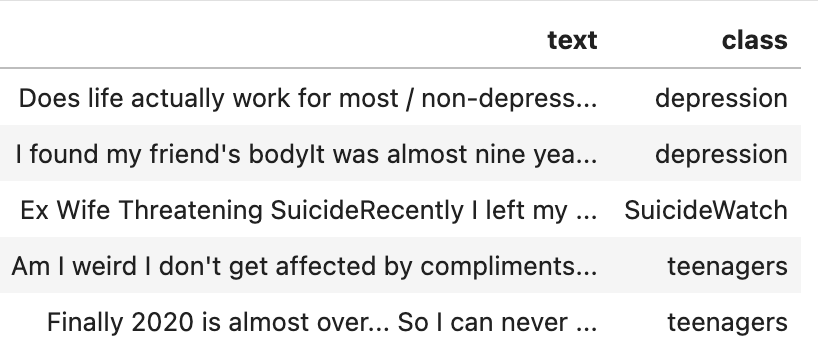 text class
Does life actually work for most / non-depress... depression
I found my friend's bodyIt was almost nine yea... depression
Ex Wife Threatening SuicideRecently I left my ... SuicideWatch
Am I weird I don't get affected by compliments... teenagers
Finally 2020 is almost over... So I can never ... teenagers